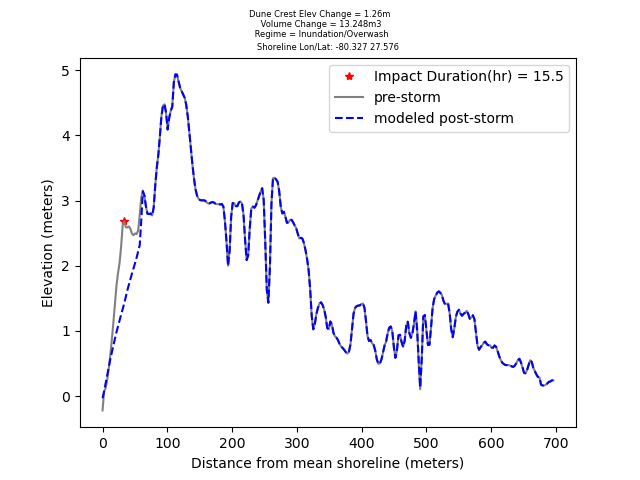 Dune Crest Elev Change = 1.26m
Volume Change = 13.248m3
Regime = Inundation/Overwash
Shoreline Lon/Lat: -80.327 27.576
Impact Duration(hr) = 15.5
pre-storm
modeled post-storm
Elevation (meters)
5
4
3
2
1
0
0 100 200 300 400 500 600 700
Distance from mean shoreline (meters)